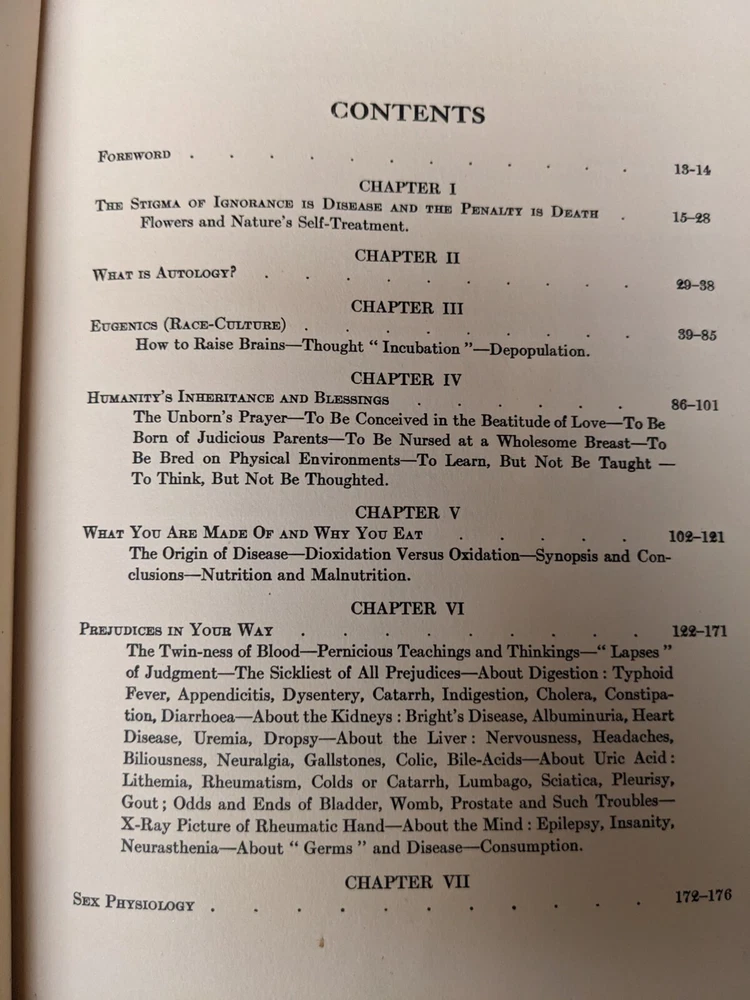 CONTENTS
FOREWORD . . . . . . . . . . . 13-14
CHAPTER I
THE STIGMA OF IGNORANCE IS DISEASE AND THE PENALTY IS DEATH . 15-28
Flowers and Nature's Self-Treatment.
CHAPTER II
WHAT IS AUTOLOGY? . . . . . . . . . . 29-38
CHAPTER III
EUGENICS (RACE-CULTURE) . . . . . . . . . 39-85
How to Raise Brains—Thought " Incubation "—Depopulation.
CHAPTER IV
HUMANITY'S INHERITANCE AND BLESSINGS . . . . . . 86-101
The Unborn's Prayer—To Be Conceived in the Beatitude of Love—To Be
Born of Judicious Parents—To Be Nursed at a Wholesome Breast—To
Be Bred on Physical Environments—To Learn, But Not Be Taught —
To Think, But Not Be Thoughted.
CHAPTER V
WHAT YOU ARE MADE OF AND WHY YOU EAT . . . . . 102-121
The Origin of Disease—Dioxidation Versus Oxidation—Synopsis and Con-
clusions—Nutrition and Malnutrition.
CHAPTER VI
PREJUDICES IN YOUR WAY . . . . . . . . . 122-171
The Twin-ness of Blood—Pernicious Teachings and Thinkings—" Lapses "
of Judgment—The Sickliest of All Prejudices—About Digestion : Typhoid
Fever, Appendicitis, Dysentery, Catarrh, Indigestion, Cholera, Constipa-
tion, Diarrhoea—About the Kidneys : Bright's Disease, Albuminuria, Heart
Disease, Uremia, Dropsy—About the Liver : Nervousness, Headaches,
Biliousness, Neuralgia, Gallstones, Colic, Bile-Acids—About Uric Acid :
Lithemia, Rheumatism, Colds or Catarrh, Lumbago, Sciatica, Pleurisy,
Gout ; Odds and Ends of Bladder, Womb, Prostate and Such Troubles—
X-Ray Picture of Rheumatic Hand—About the Mind : Epilepsy, Insanity,
Neurasthenia—About " Germs " and Disease—Consumption.
CHAPTER VII
SEX PHYSIOLOGY . . . . . . . . . . . 172-176